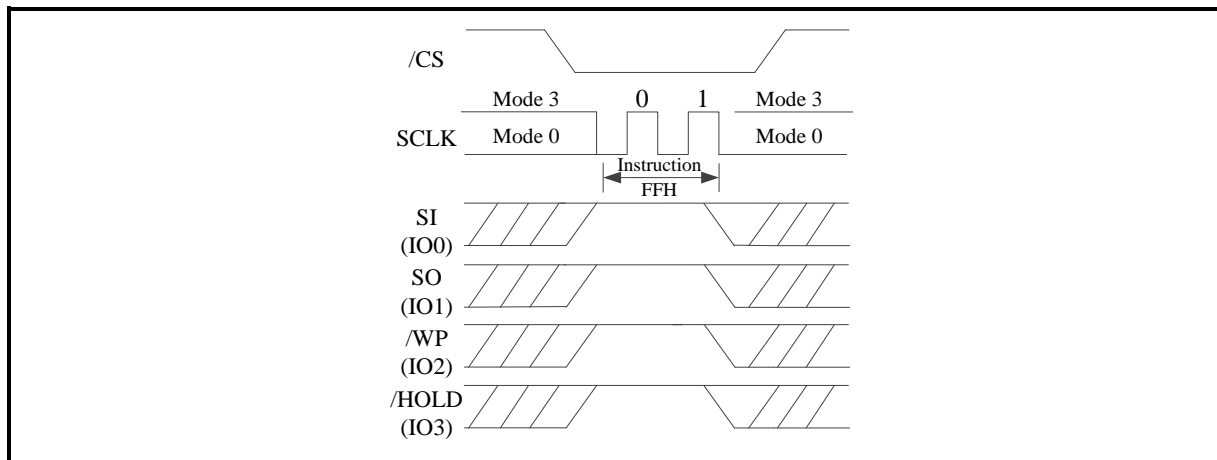 /CS
Mode 3 0 1 Mode 3
SCLK Mode 0 Mode 0
Instruction
FFH
SI
(IO0)
SO
(IO1)
/WP
(IO2)
/HOLD
(IO3)